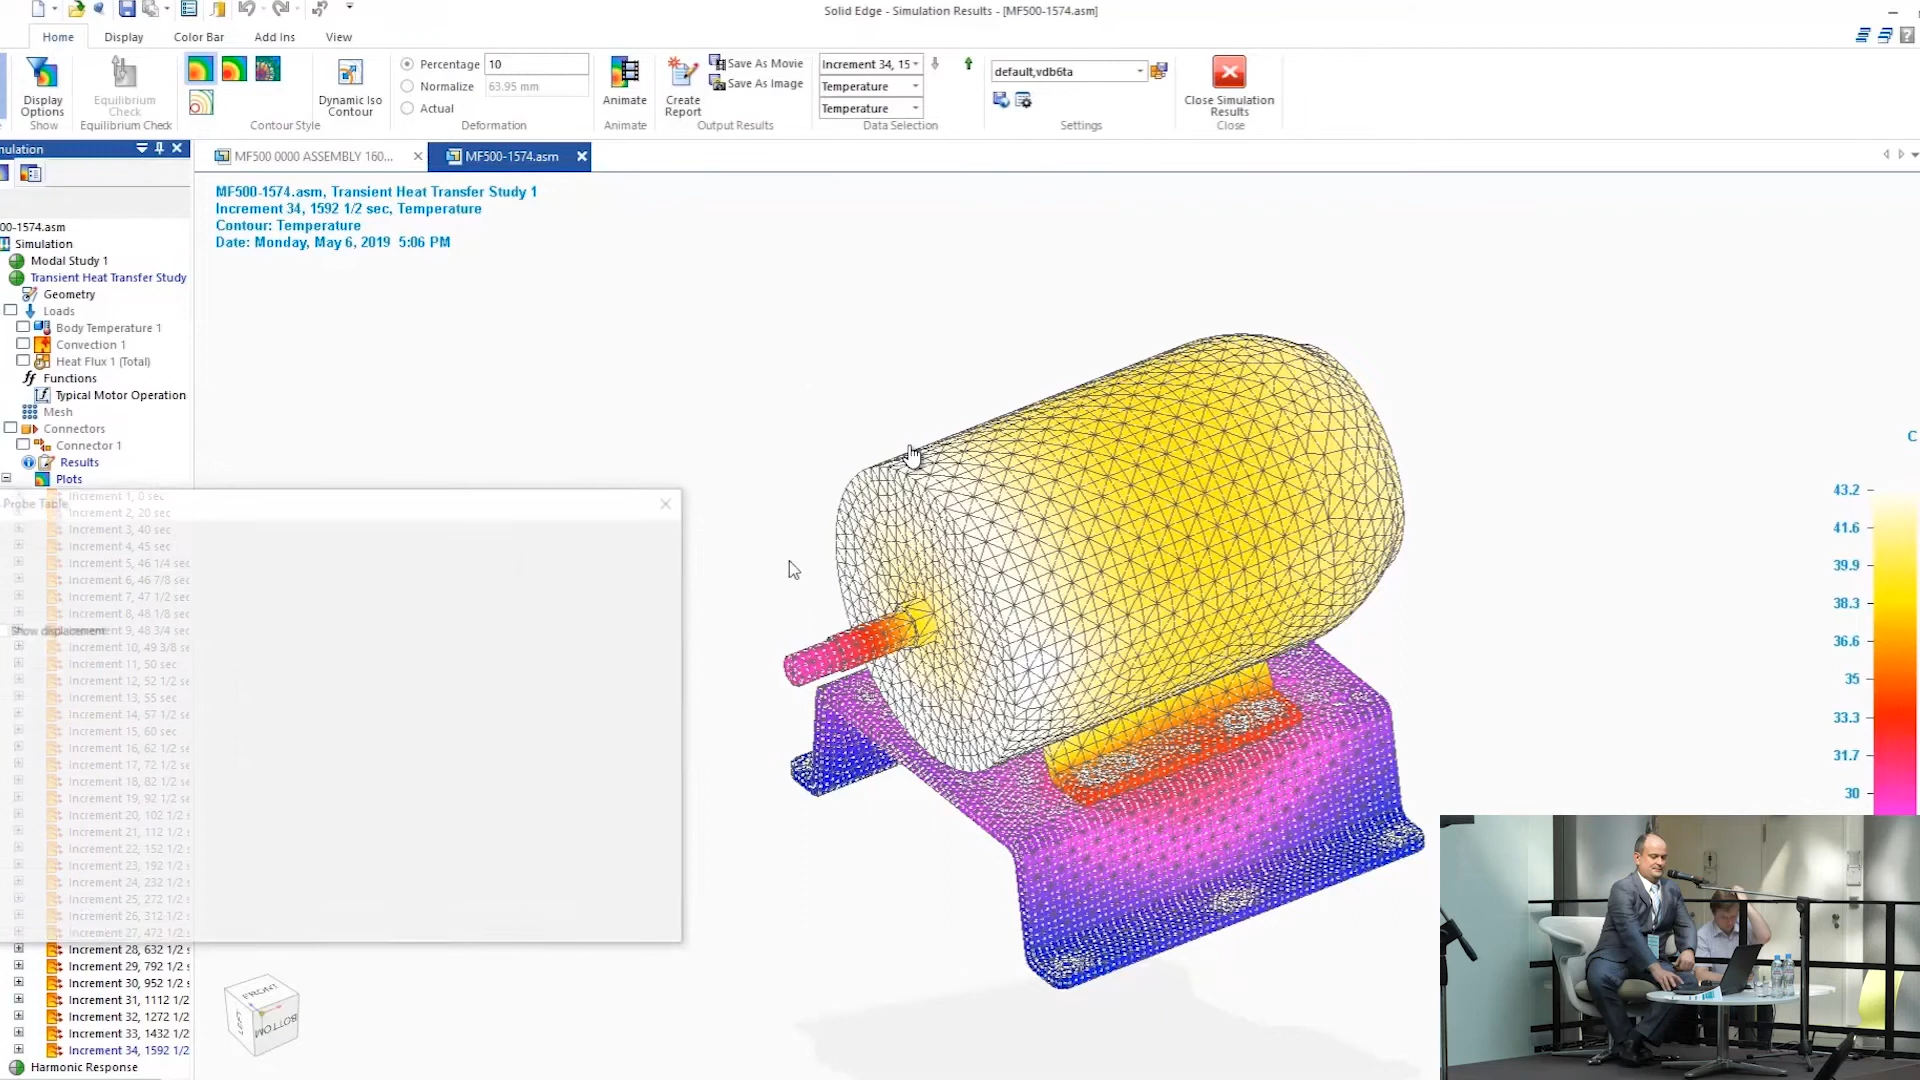 Solid Edge - Simulation Results - [MF500-1574.asm]
Home
Display
Color Bar
Add Ins
View
Display Options
Show
Equilibrium Check
Equilibrium Check
Contour Style
Dynamic Iso Contour
Percentage 10
Normalize 63.95 mm
Actual
Deformation
Animate
Animate
Create Report
Save As Movie
Save As Image
Output Results
Increment 34, 15
Temperature
Temperature
Data Selection
default,vdb6ta
Settings
Close Simulation Results
Close
nulation
MF500 0000 ASSEMBLY 160...
MF500-1574.asm
MF500-1574.asm, Transient Heat Transfer Study 1
Increment 34, 1592 1/2 sec, Temperature
Contour: Temperature
Date: Monday, May 6, 2019 5:06 PM
00-1574.asm
Simulation
Modal Study 1
Transient Heat Transfer Study
Geometry
Loads
Body Temperature 1
Convection 1
Heat Flux 1 (Total)
Functions
Typical Motor Operation
Mesh
Connectors
Connector 1
Results
Plots
Probe Table
Increment 1, 0 sec
Increment 2, 20 sec
Increment 3, 40 sec
Increment 4, 45 sec
Increment 5, 46 1/4 sec
Increment 6, 46 7/8 se
Increment 7, 47 1/2 sec
Increment 8, 48 1/8 sec
Show displacement
9, 48 3/4 sec
Increment 10, 49 3/8 se
Increment 11, 50 sec
Increment 12, 52 1/2 se
Increment 13, 55 sec
Increment 14, 57 1/2 se
Increment 15, 60 sec
Increment 16, 62 1/2 se
Increment 17, 72 1/2 se
Increment 18, 82 1/2 se
Increment 19, 92 1/2 se
Increment 20, 102 1/2 s
Increment 21, 112 1/2 s
Increment 22, 152 1/2 s
Increment 23, 192 1/2 s
Increment 24, 232 1/2 s
Increment 25, 272 1/2 s
Increment 26, 312 1/2 s
Increment 27, 472 1/2 s
Increment 28, 632 1/2 s
Increment 29, 792 1/2 s
Increment 30, 952 1/2 s
Increment 31, 1112 1/2
Increment 32, 1272 1/2
Increment 33, 1432 1/2
Increment 34, 1592 1/2
Harmonic Response
FRONT
LEFT
BOTTOM
C
43.2
41.6
39.9
38.3
36.6
35
33.3
31.7
30